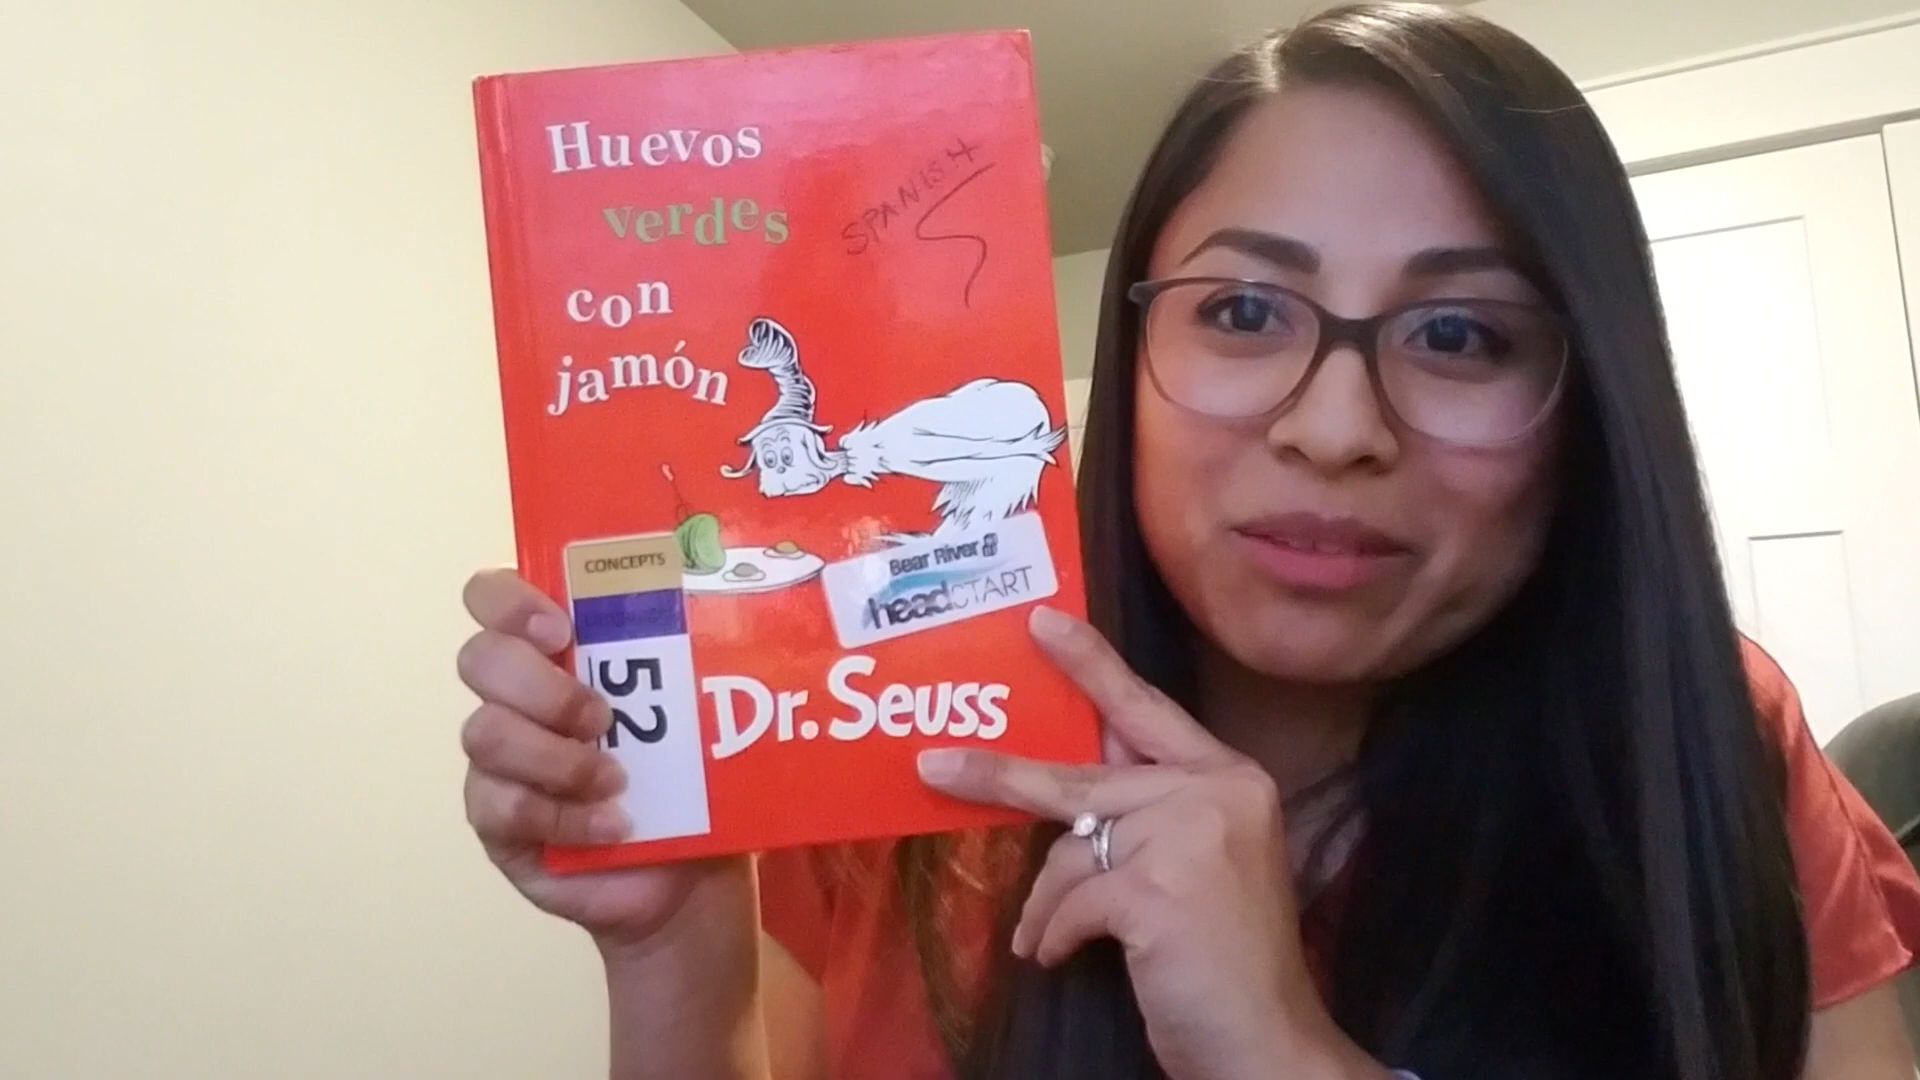 Huevos
verdes
con
jamón
SPANISH
CONCEPTS
52
Bear River
headSTART
Dr. Seuss